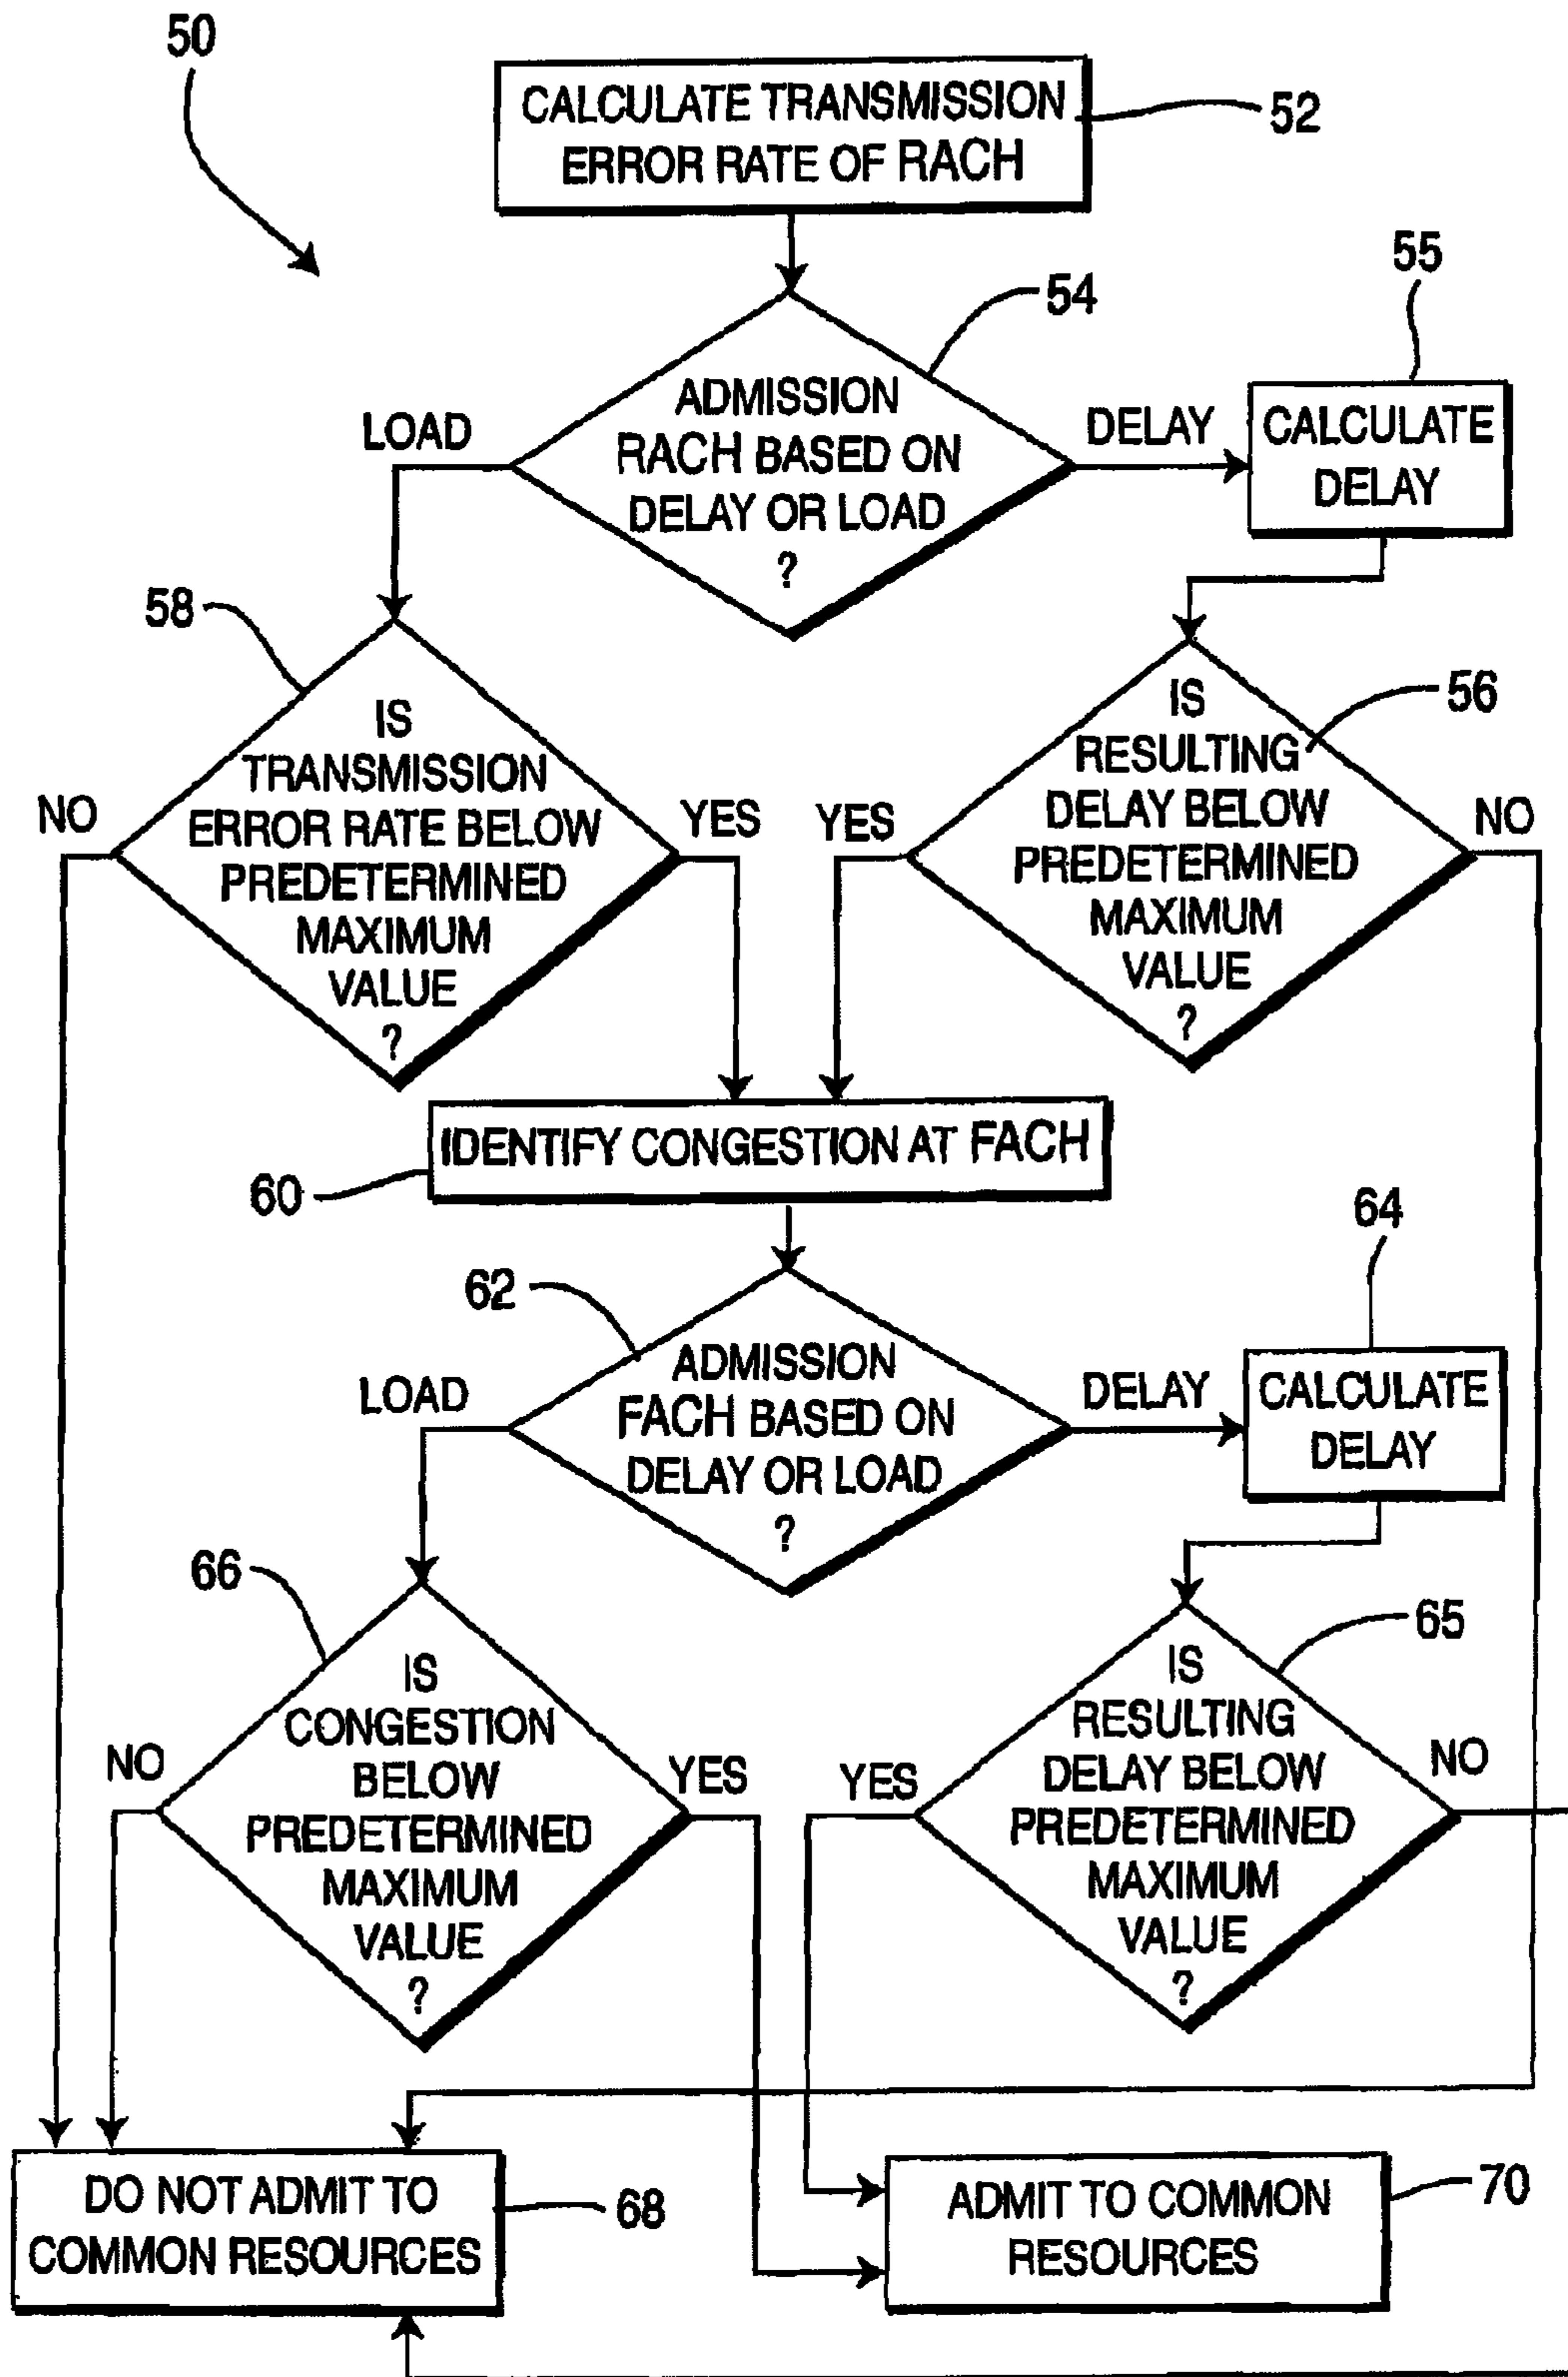 50
CALCULATE TRANSMISSION
ERROR RATE OF RACH
52
54
55
ADMISSION
RACH BASED ON
DELAY OR LOAD
?
LOAD
DELAY
CALCULATE
DELAY
58
IS
TRANSMISSION
ERROR RATE BELOW
PREDETERMINED
MAXIMUM
VALUE
?
NO
YES
56
IS
RESULTING
DELAY BELOW
PREDETERMINED
MAXIMUM
VALUE
?
YES
NO
IDENTIFY CONGESTION AT FACH
60
62
ADMISSION
FACH BASED ON
DELAY OR LOAD
?
LOAD
DELAY
64
CALCULATE
DELAY
66
IS
CONGESTION
BELOW
PREDETERMINED
MAXIMUM
VALUE
?
NO
YES
65
IS
RESULTING
DELAY BELOW
PREDETERMINED
MAXIMUM
VALUE
?
YES
NO
DO NOT ADMIT TO
COMMON RESOURCES
68
ADMIT TO COMMON
RESOURCES
70